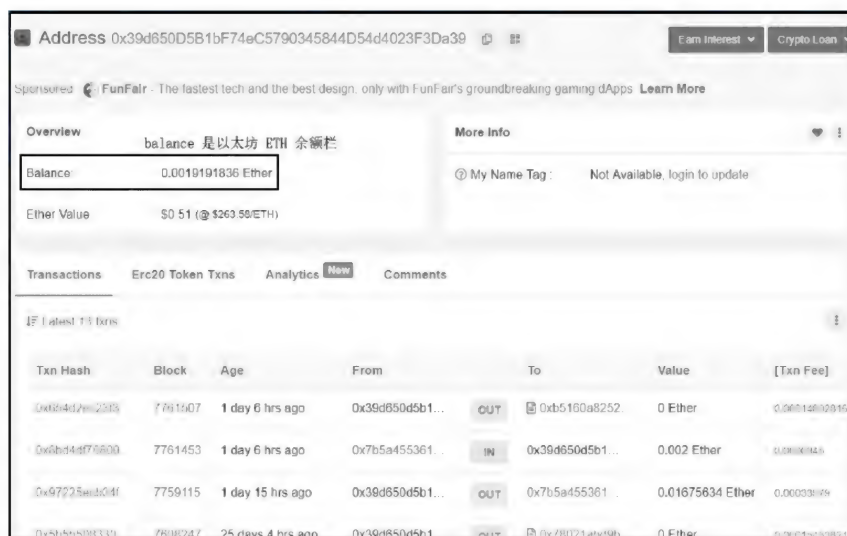 Address 0x39d650D5B1bF74eC5790345844D54d4023F3Da39
Earn Interest
Crypto Loan
Sponsored FunFair - The fastest tech and the best design, only with FunFair's groundbreaking gaming dApps Learn More
Overview
balance 是以太坊 ETH 余额栏
Balance: 0.0019191836 Ether
Ether Value $0.51 (@ $263.58/ETH)
More Info
My Name Tag : Not Available, login to update
Transactions Erc20 Token Txns Analytics New Comments
Latest 13 txns
Txn Hash Block Age From To Value [Txn Fee]
7761507 1 day 6 hrs ago 0x39d650d5b1... OUT 0xb5160a8252... 0 Ether
7761453 1 day 6 hrs ago 0x7b5a455361... IN 0x39d650d5b1... 0.002 Ether
7759115 1 day 15 hrs ago 0x39d650d5b1... OUT 0x7b5a455361... 0.01675634 Ether
25 days 4 hrs ago 0x39d650d5b1... OUT 0 Ether